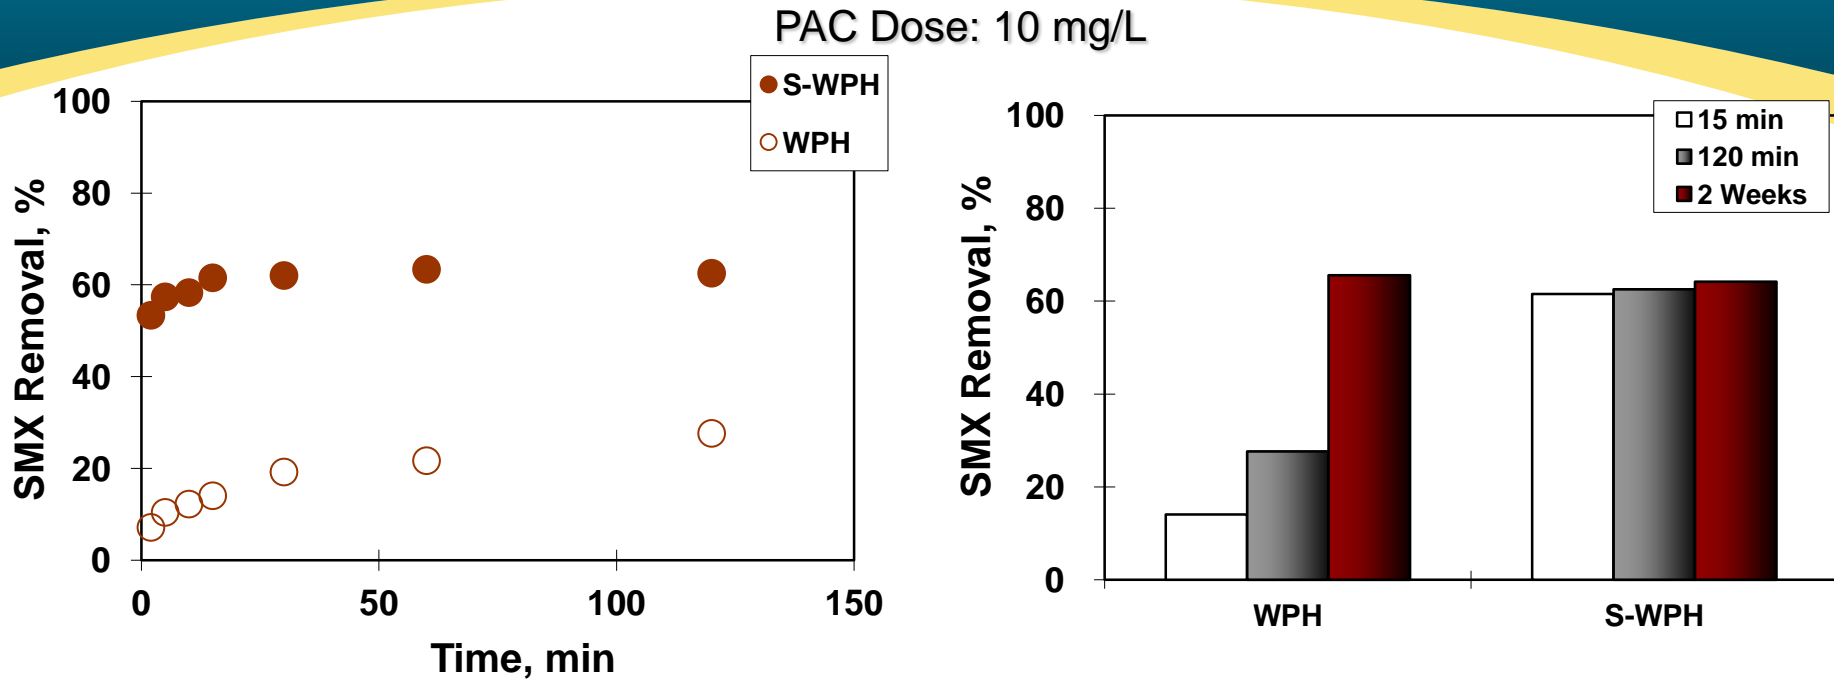 PAC Dose: 10 mg/L
S-WPH
WPH
100
80
60
40
20
0
SMX Removal, %
0
50
100
150
Time, min
15 min
120 min
2 Weeks
100
80
60
40
20
0
SMX Removal, %
WPH
S-WPH